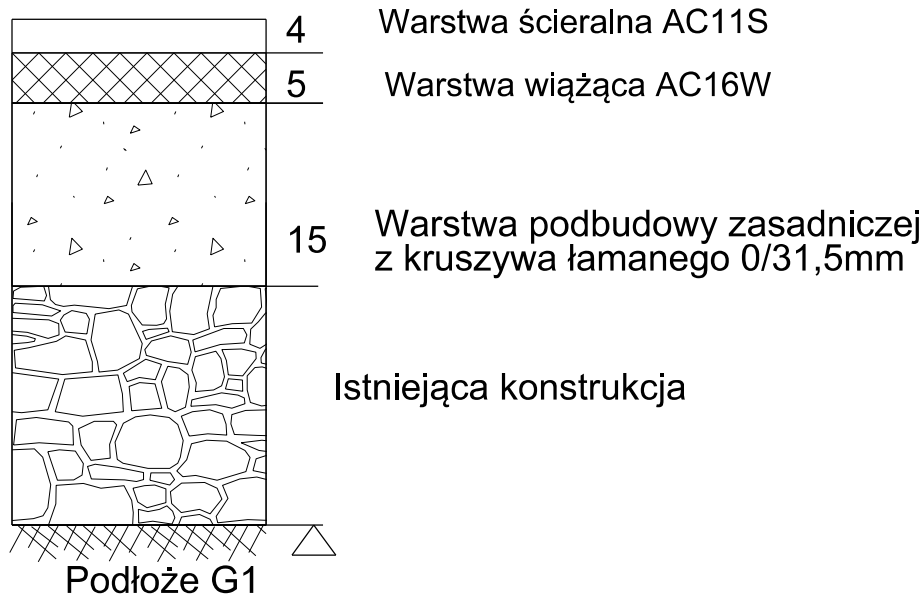 4 Warstwa ścieralna AC11S
5 Warstwa wiążąca AC16W
15 Warstwa podbudowy zasadniczej
z kruszywa łamanego 0/31,5mm
Istniejąca konstrukcja
Podłoże G1